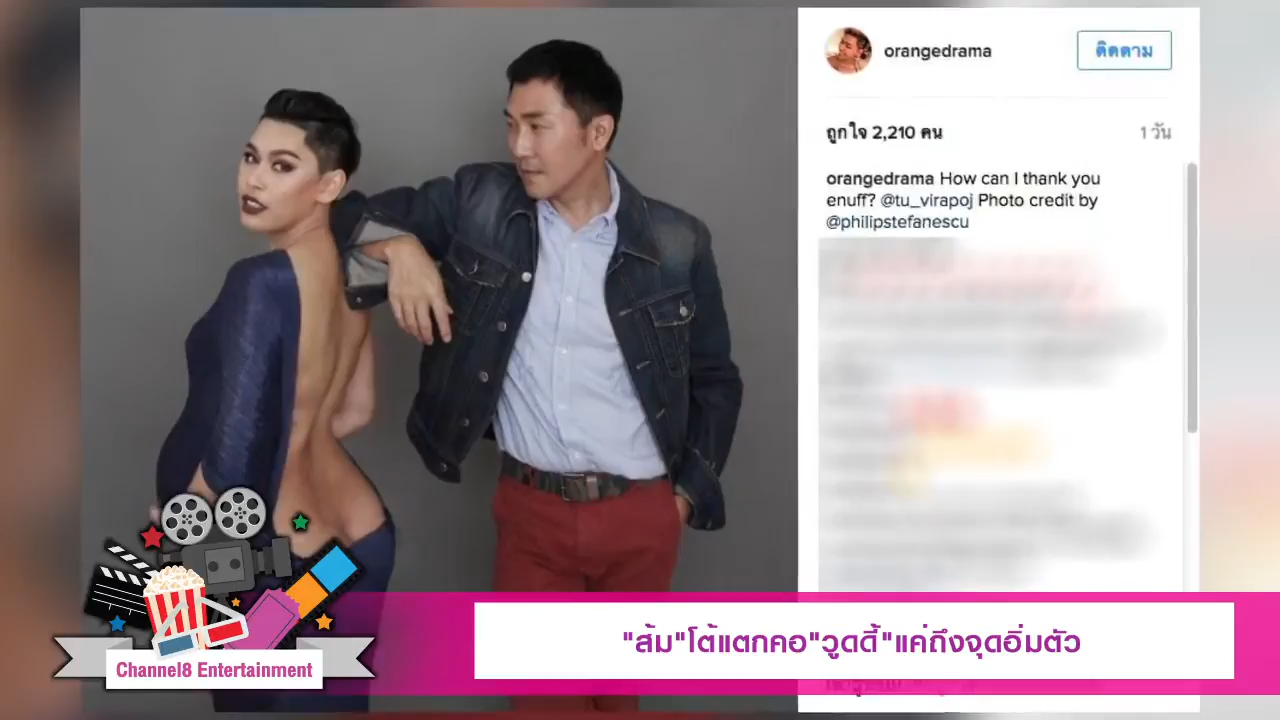 orangedrama
ติดตาม
ถูกใจ 2,210 คน
1 วัน
orangedrama How can I thank you
enuff? @tu_virapoj Photo credit by
@philipstefanescu
"ส้ม"โต้แตกคอ"วูดดี้"แค่ถึงจุดอิ่มตัว
Channel8 Entertainment